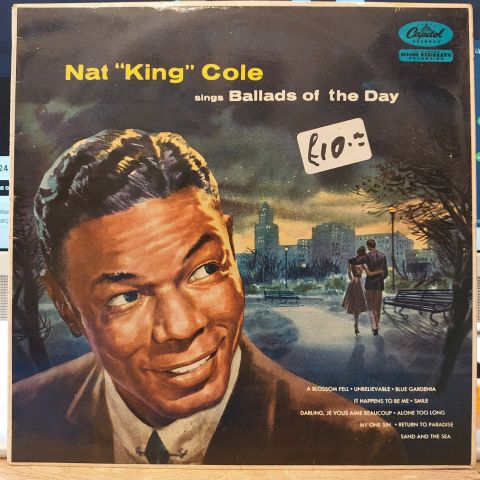 Capitol
RECORDS
HIGH FIDELITY
RECORDING
Nat "King" Cole
sings Ballads of the Day
£10.=
A BLOSSOM FELL • UNBELIEVABLE • BLUE GARDENIA
IT HAPPENS TO BE ME • SMILE
DARLING, JE VOUS AIME BEAUCOUP • ALONE TOO LONG
MY ONE SIN • RETURN TO PARADISE
SAND AND THE SEA
24